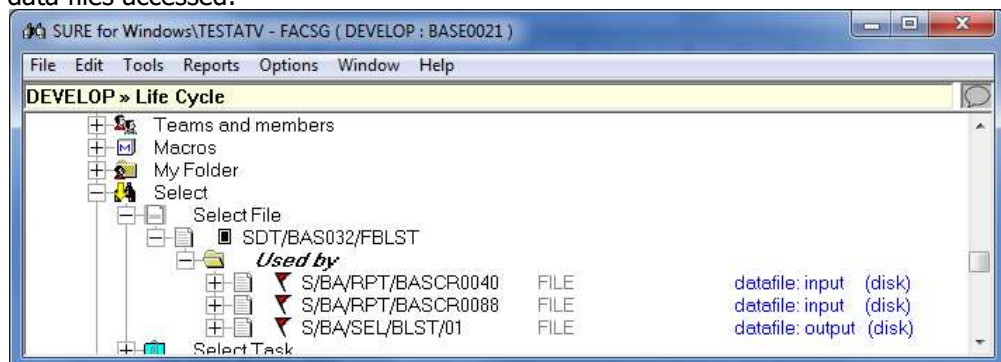 data files accessed.
SURE for Windows\TESTATV - FACSG ( DEVELOP : BASE0021 )
File Edit Tools Reports Options Window Help
DEVELOP » Life Cycle
Teams and members
Macros
My Folder
Select
Select File
SDT/BAS032/FBLST
Used by
S/BA/RPT/BASCR0040 FILE datafile: input (disk)
S/BA/RPT/BASCR0088 FILE datafile: input (disk)
S/BA/SEL/BLST/01 FILE datafile: output (disk)
Select Task